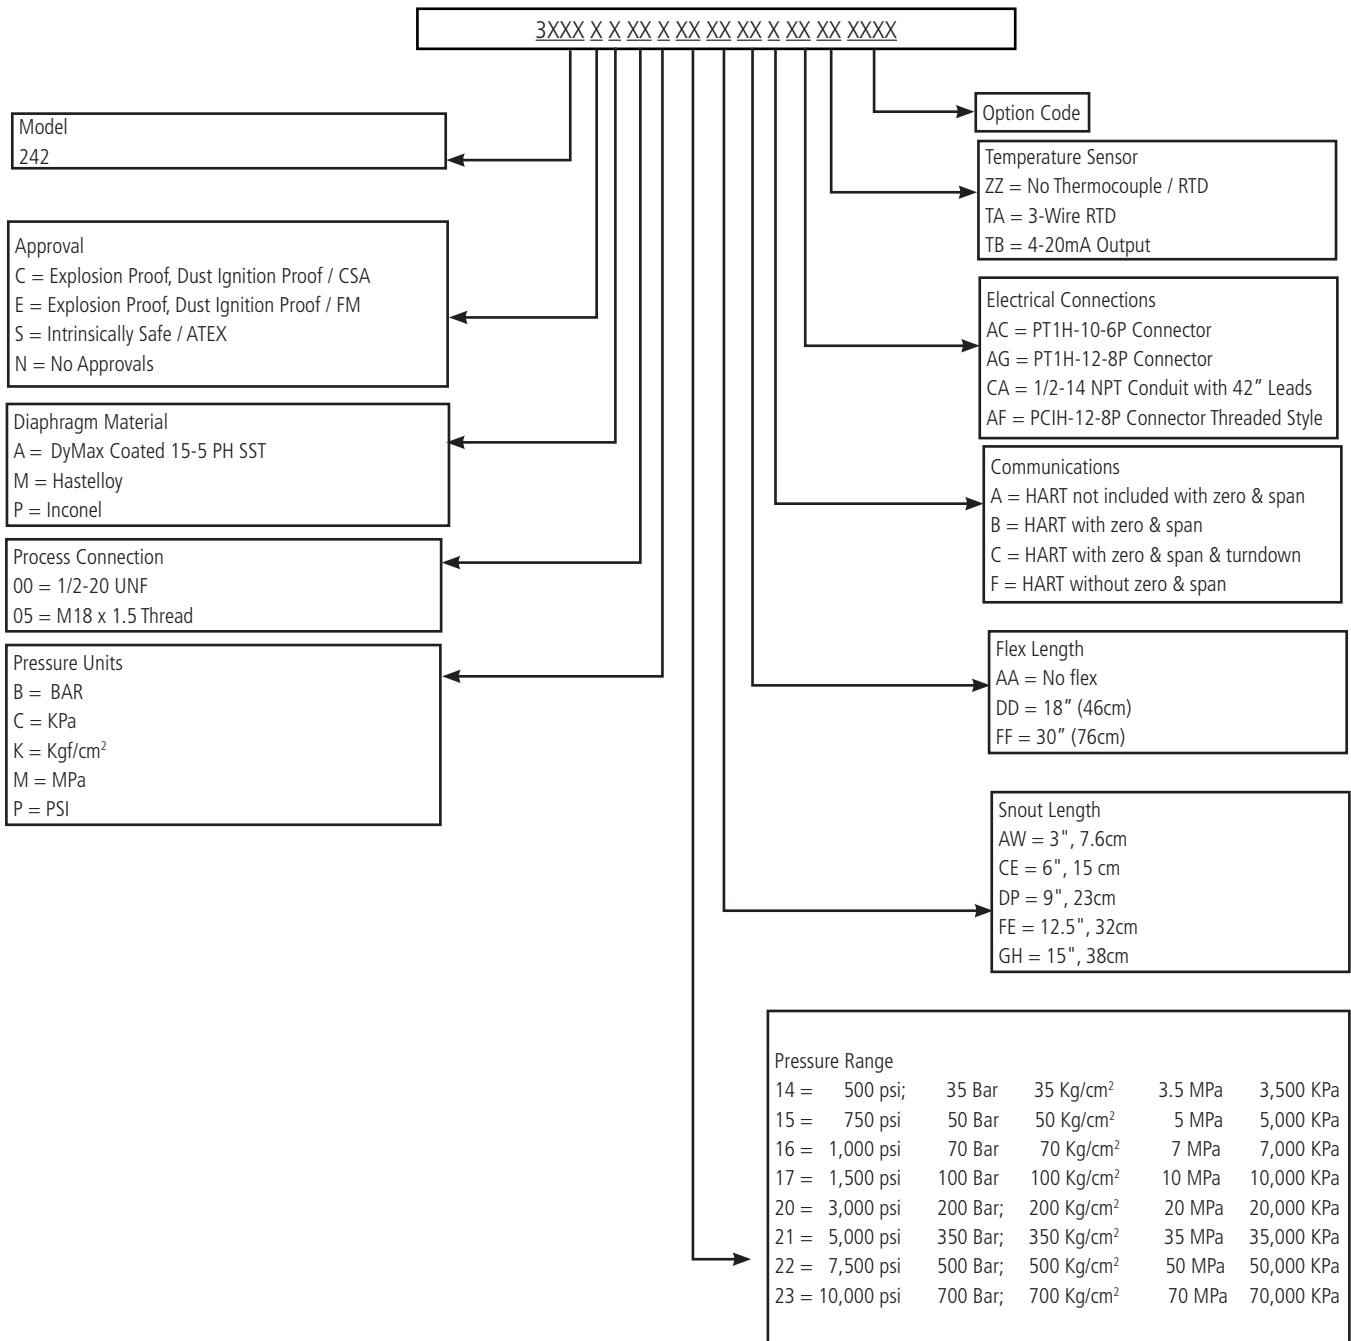 3XXX X X XX X XX XX XX X XX XX XXXX
Model
242
Approval
C = Explosion Proof, Dust Ignition Proof / CSA
E = Explosion Proof, Dust Ignition Proof / FM
S = Intrinsically Safe / ATEX
N = No Approvals
Diaphragm Material
A = DyMax Coated 15-5 PH SST
M = Hastelloy
P = Inconel
Process Connection
00 = 1/2-20 UNF
05 = M18 x 1.5 Thread
Pressure Units
B = BAR
C = KPa
K = Kgf/cm²
M = MPa
P = PSI
Option Code
Temperature Sensor
ZZ = No Thermocouple / RTD
TA = 3-Wire RTD
TB = 4-20mA Output
Electrical Connections
AC = PT1H-10-6P Connector
AG = PT1H-12-8P Connector
CA = 1/2-14 NPT Conduit with 42” Leads
AF = PCIH-12-8P Connector Threaded Style
Communications
A = HART not included with zero & span
B = HART with zero & span
C = HART with zero & span & turndown
F = HART without zero & span
Flex Length
AA = No flex
DD = 18” (46cm)
FF = 30” (76cm)
Snout Length
AW = 3", 7.6cm
CE = 6", 15 cm
DP = 9", 23cm
FE = 12.5", 32cm
GH = 15", 38cm
Pressure Range
14 = 500 psi; 35 Bar 35 Kg/cm² 3.5 MPa 3,500 KPa
15 = 750 psi 50 Bar 50 Kg/cm² 5 MPa 5,000 KPa
16 = 1,000 psi 70 Bar 70 Kg/cm² 7 MPa 7,000 KPa
17 = 1,500 psi 100 Bar 100 Kg/cm² 10 MPa 10,000 KPa
20 = 3,000 psi 200 Bar; 200 Kg/cm² 20 MPa 20,000 KPa
21 = 5,000 psi 350 Bar; 350 Kg/cm² 35 MPa 35,000 KPa
22 = 7,500 psi 500 Bar; 500 Kg/cm² 50 MPa 50,000 KPa
23 = 10,000 psi 700 Bar; 700 Kg/cm² 70 MPa 70,000 KPa